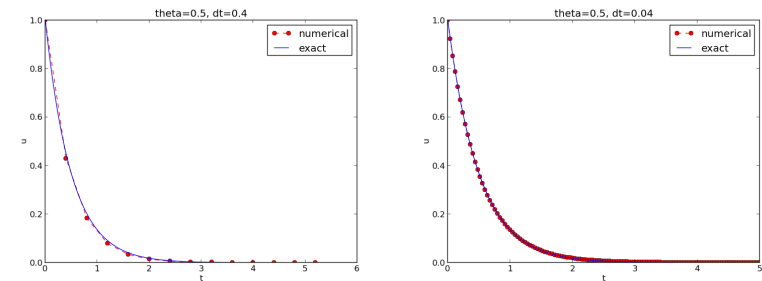 theta=0.5, dt=0.4
numerical
exact
1.0
0.8
0.6
0.4
0.2
0.0
u
0 1 2 3 4 5 6
t
theta=0.5, dt=0.04
numerical
exact
1.0
0.8
0.6
0.4
0.2
0.0
u
0 1 2 3 4 5
t